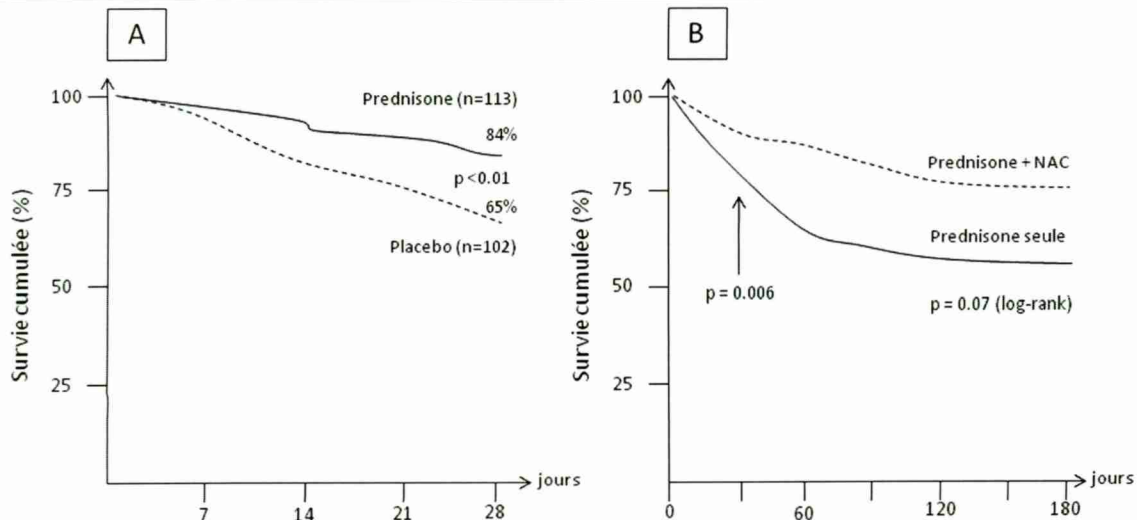 A
Survie cumulée (%)
100
75
50
25
Prednisone (n=113)
84%
p<0.01
65%
Placebo (n=102)
7 14 21 28
jours
B
Survie cumulée (%)
100
75
50
25
Prednisone + NAC
Prednisone seule
p = 0.006
p = 0.07 (log-rank)
0 60 120 180
jours